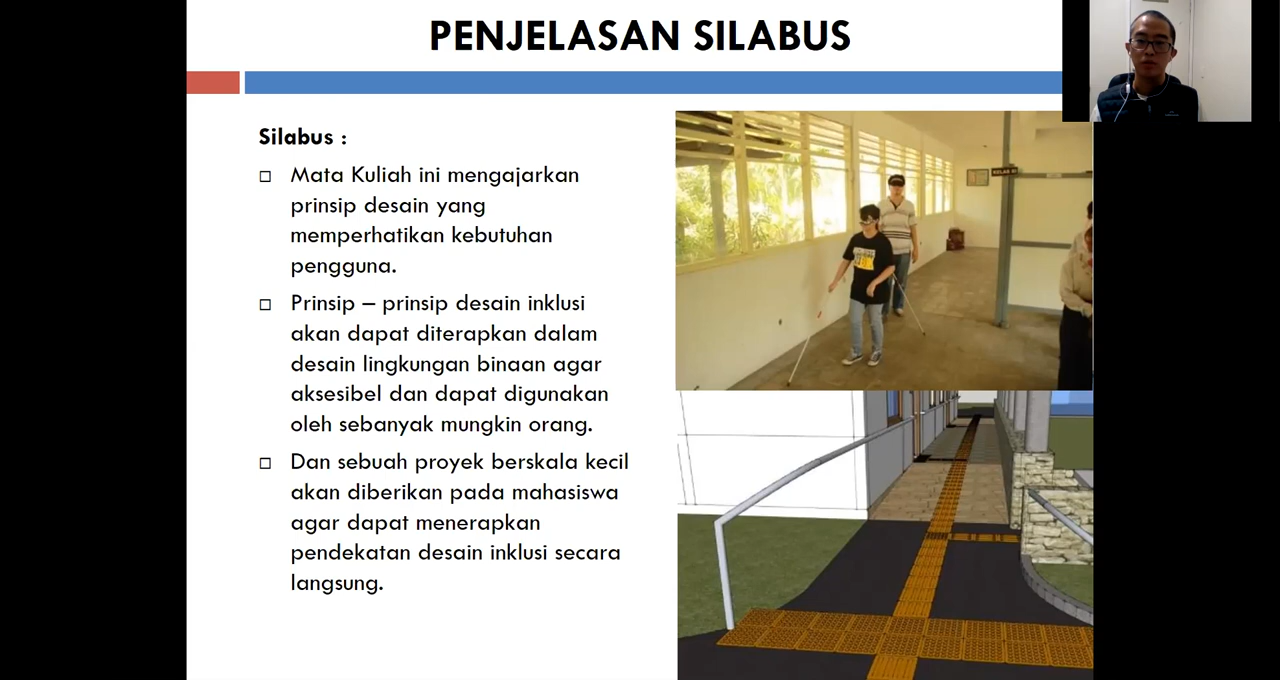 PENJELASAN SILABUS
Silabus :
Mata Kuliah ini mengajarkan
prinsip desain yang
memperhatikan kebutuhan
pengguna.
Prinsip – prinsip desain inklusi
akan dapat diterapkan dalam
desain lingkungan binaan agar
aksesibel dan dapat digunakan
oleh sebanyak mungkin orang.
Dan sebuah proyek berskala kecil
akan diberikan pada mahasiswa
agar dapat menerapkan
pendekatan desain inklusi secara
langsung.